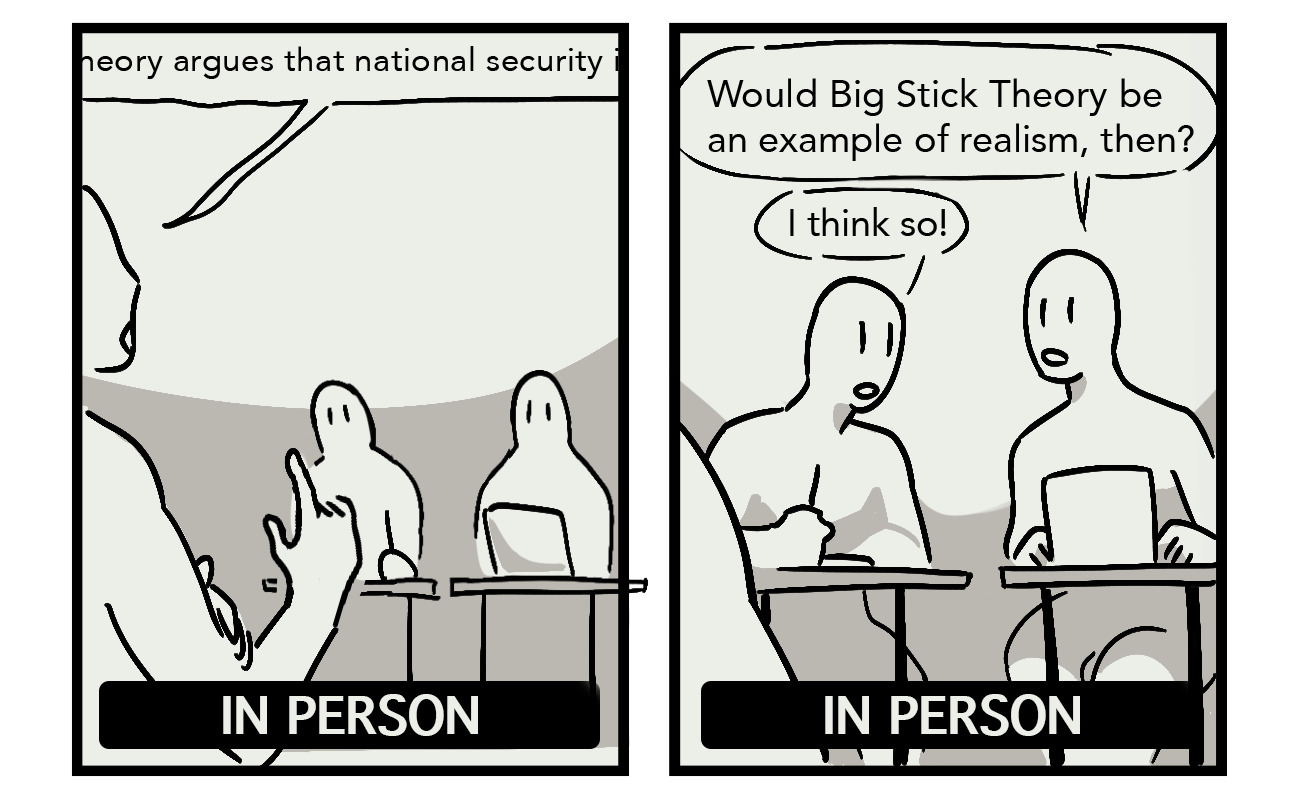 heory argues that national security i
IN PERSON
Would Big Stick Theory be
an example of realism, then?
I think so!
IN PERSON